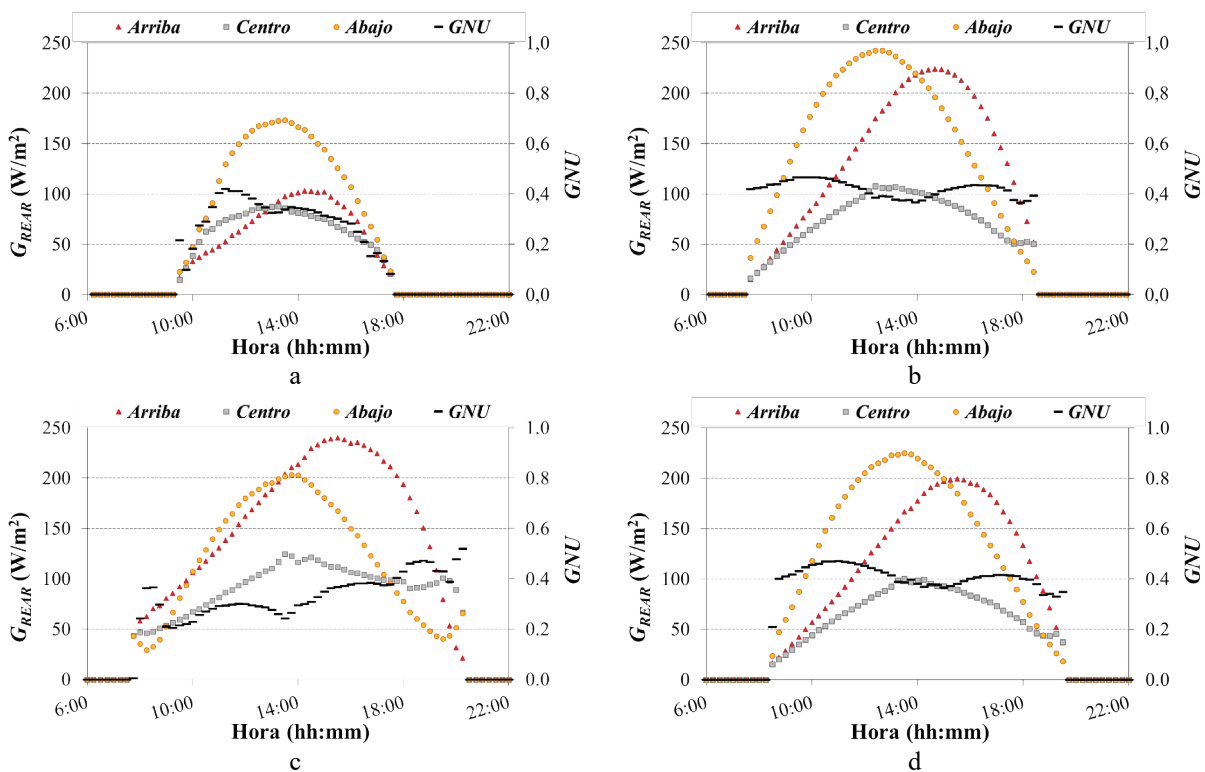 Arriba Centro Abajo GNU
250 200 150 100 50 0
G_REAR (W/m²)
1.0 0,8 0,6 0,4 0,2 0,0
GNU
6:00 10:00 14:00 18:00 22:00
Hora (hh:mm)
a
Arriba Centro Abajo GNU
250 200 150 100 50 0
G_REAR (W/m²)
1.0 0,8 0,6 0,4 0,2 0,0
GNU
6:00 10:00 14:00 18:00 22:00
Hora (hh:mm)
b
Arriba Centro Abajo GNU
250 200 150 100 50 0
G_REAR (W/m²)
1.0 0.8 0.6 0.4 0.2 0.0
GNU
6:00 10:00 14:00 18:00 22:00
Hora (hh:mm)
c
Arriba Centro Abajo GNU
250 200 150 100 50 0
G_REAR (W/m²)
1.0 0.8 0.6 0.4 0.2 0.0
GNU
6:00 10:00 14:00 18:00 22:00
Hora (hh:mm)
d